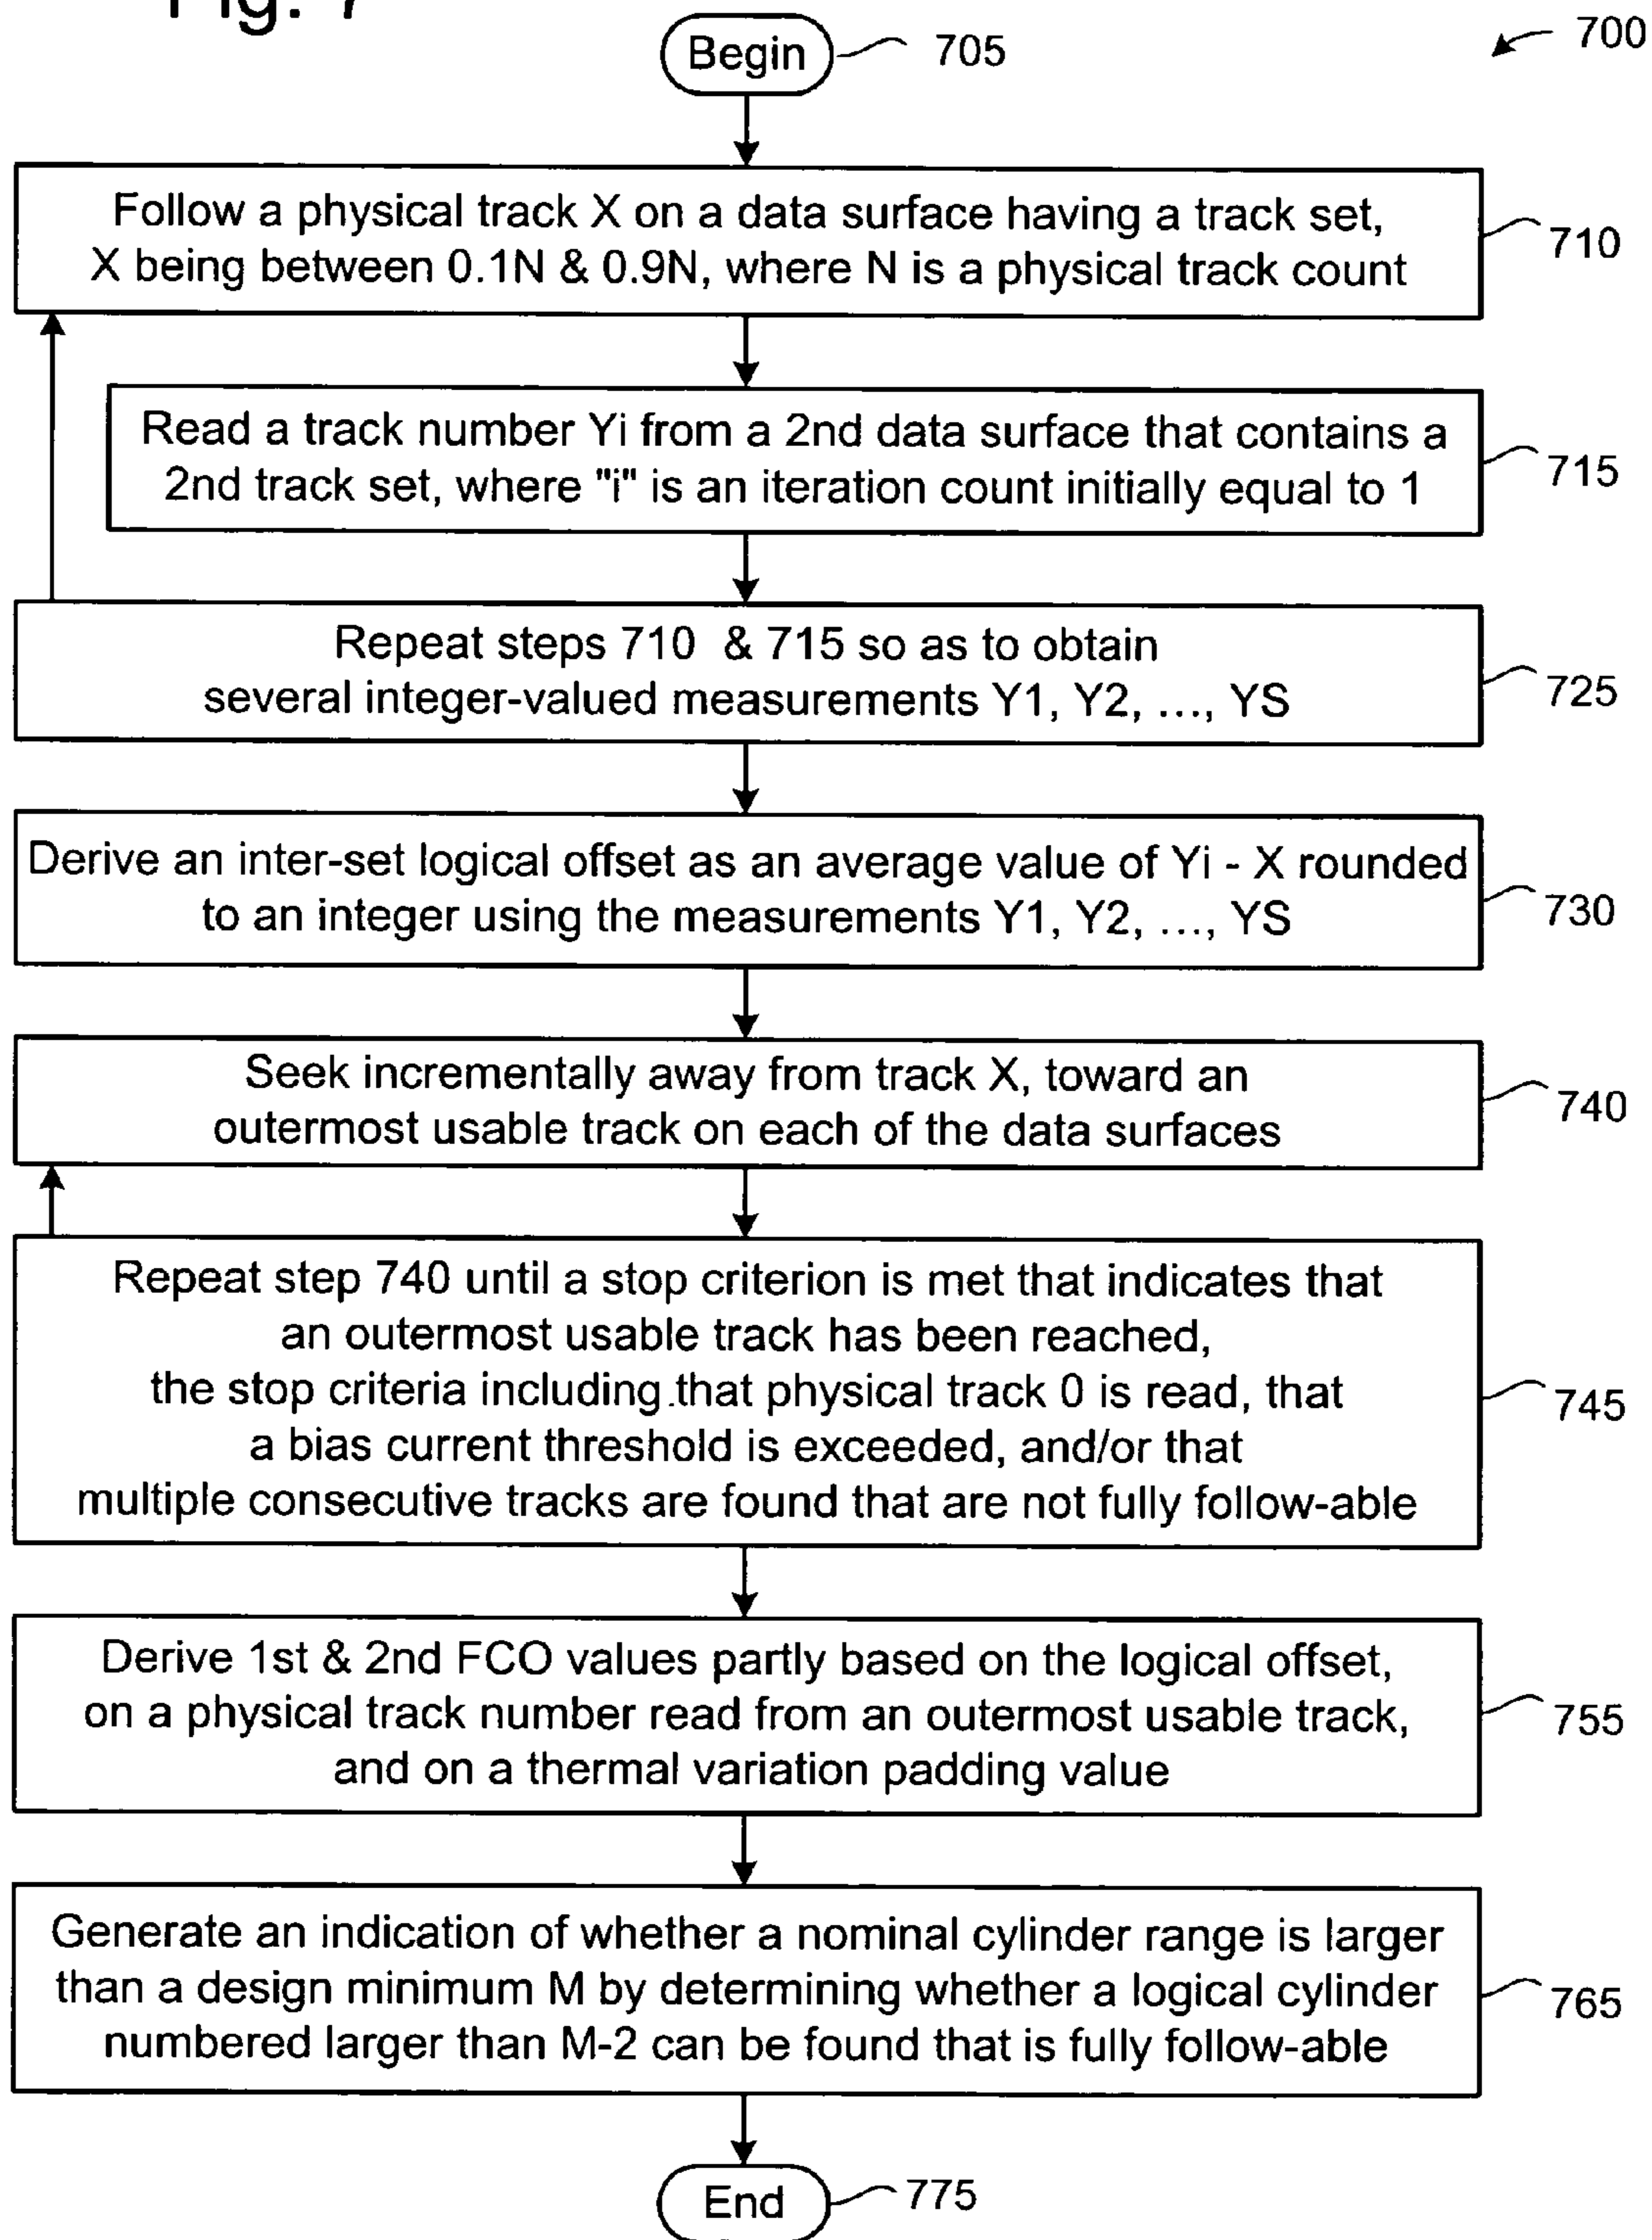 Fig. 7
700
Begin
705
Follow a physical track X on a data surface having a track set,
X being between 0.1N & 0.9N, where N is a physical track count
710
Read a track number Yi from a 2nd data surface that contains a
2nd track set, where "i" is an iteration count initially equal to 1
715
Repeat steps 710 & 715 so as to obtain
several integer-valued measurements Y1, Y2, ..., YS
725
Derive an inter-set logical offset as an average value of Yi - X rounded
to an integer using the measurements Y1, Y2, ..., YS
730
Seek incrementally away from track X, toward an
outermost usable track on each of the data surfaces
740
Repeat step 740 until a stop criterion is met that indicates that
an outermost usable track has been reached,
the stop criteria including that physical track 0 is read, that
a bias current threshold is exceeded, and/or that
multiple consecutive tracks are found that are not fully follow-able
745
Derive 1st & 2nd FCO values partly based on the logical offset,
on a physical track number read from an outermost usable track,
and on a thermal variation padding value
755
Generate an indication of whether a nominal cylinder range is larger
than a design minimum M by determining whether a logical cylinder
numbered larger than M-2 can be found that is fully follow-able
765
End
775